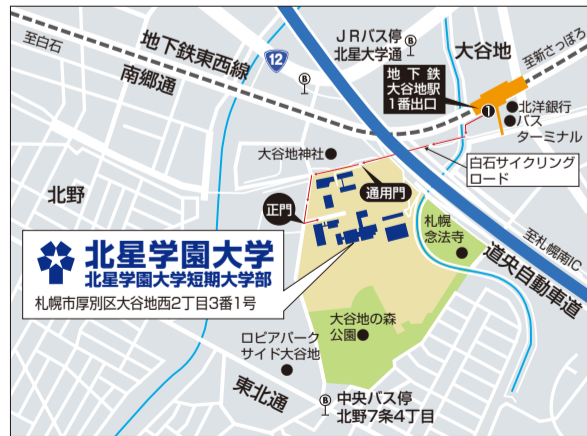 至白石
地下鉄東西線
12
南郷通
JRバス停
北星大学通
B
B
大谷地
至新さっぽろ
地下鉄
大谷地駅
1番出口
1
北洋銀行
バス
ターミナル
白石サイクリング
ロード
大谷地神社
通用門
正門
北野
札幌
念法寺
至札幌南IC
道央自動車道
北星学園大学
北星学園大学短期大学部
札幌市厚別区大谷地西2丁目3番1号
大谷地の森
公園
ロピアパーク
サイド大谷地
東北通
B
中央バス停
北野7条4丁目